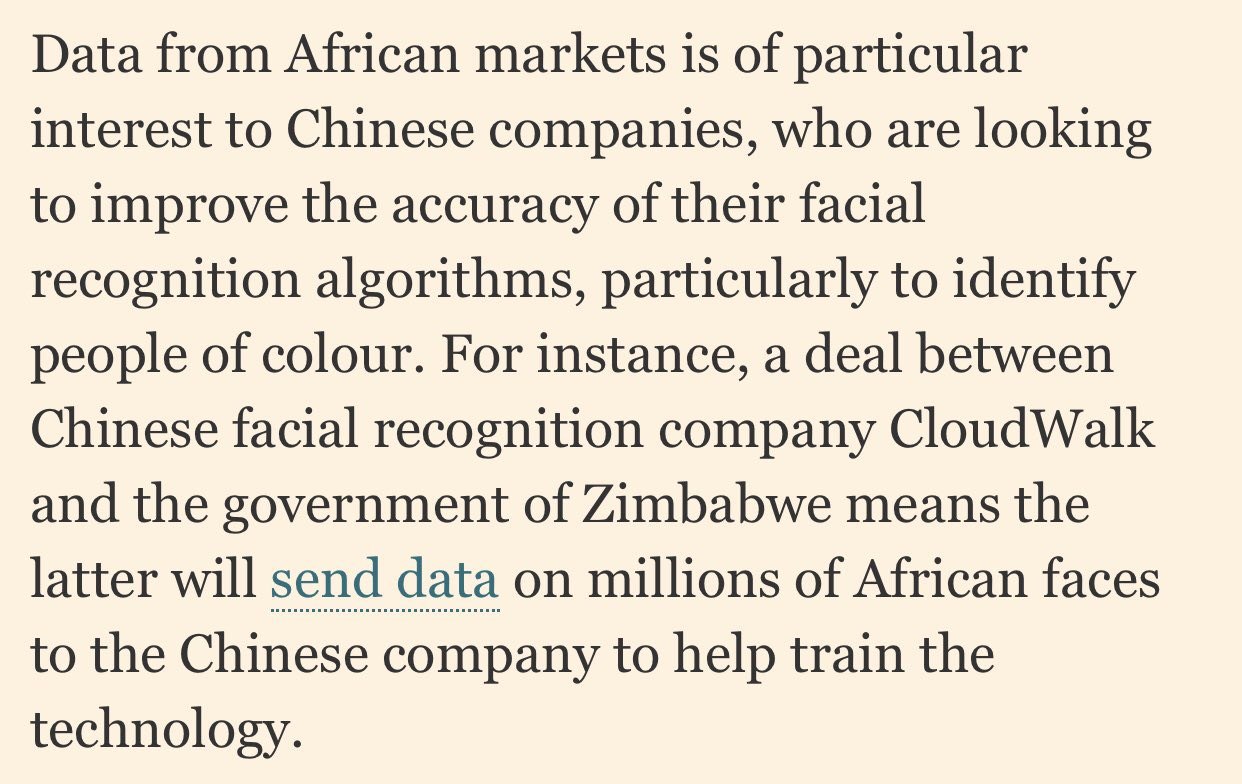 Data from African markets is of particular
interest to Chinese companies, who are looking
to improve the accuracy of their facial
recognition algorithms, particularly to identify
people of colour. For instance, a deal between
Chinese facial recognition company CloudWalk
and the government of Zimbabwe means the
latter will send data on millions of African faces
to the Chinese company to help train the
technology.